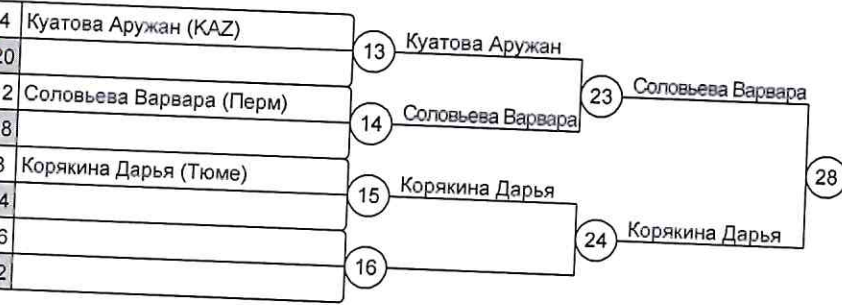 4 Куатова Аружан (KAZ)
20
13 Куатова Аружан
2 Соловьева Варвара (Перм)
8
14 Соловьева Варвара
23 Соловьева Варвара
3 Корякина Дарья (Тюме)
4
15 Корякина Дарья
6
2
16
24 Корякина Дарья
28